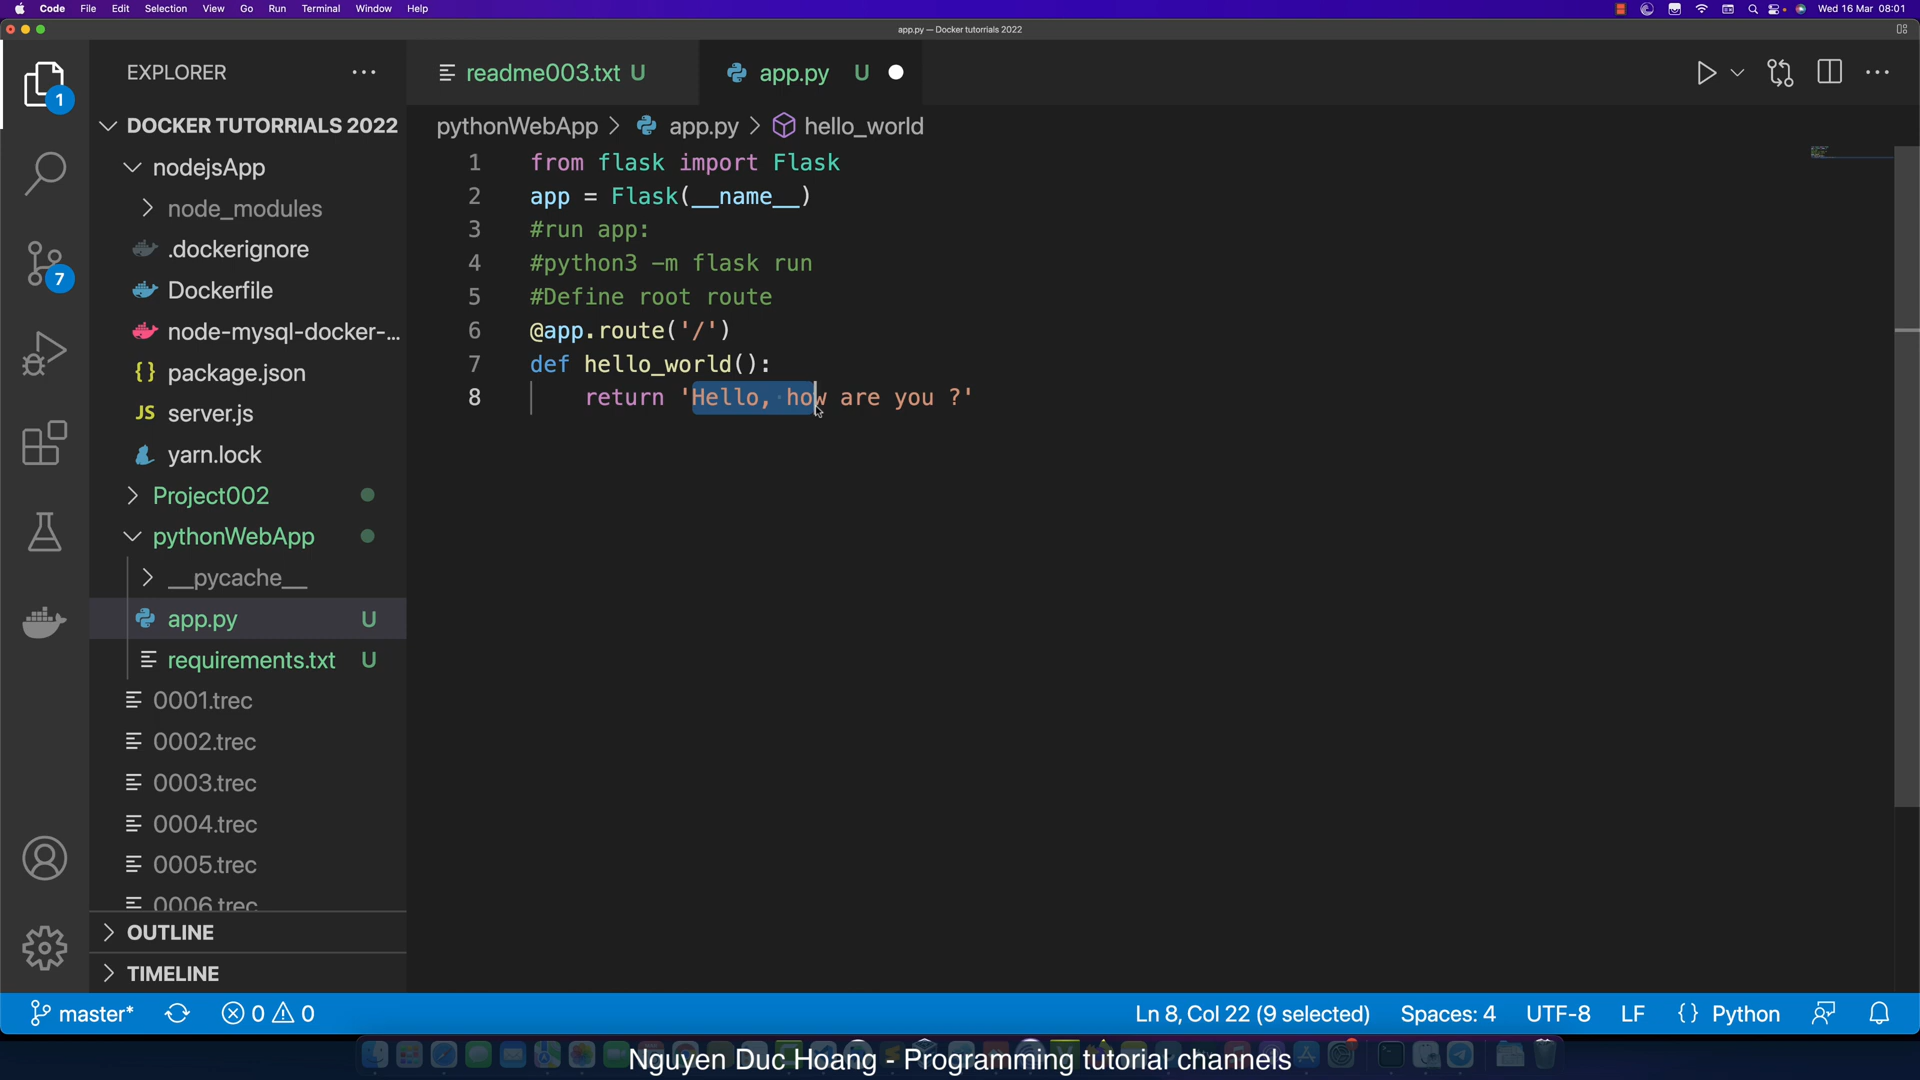 Code File Edit Selection View Go Run Terminal Window Help
Wed 16 Mar 08:01
app.py — Docker tutorrials 2022
EXPLORER
readme003.txt U
app.py U
1
DOCKER TUTORRIALS 2022
pythonWebApp > app.py > hello_world
nodejsApp
node_modules
.dockerignore
Dockerfile
node-mysql-docker-...
{} package.json
JS server.js
yarn.lock
Project002
pythonWebApp
__pycache__
app.py U
requirements.txt U
0001.trec
0002.trec
0003.trec
0004.trec
0005.trec
0006.trec
OUTLINE
TIMELINE
7
1 from flask import Flask
2 app = Flask(__name__)
3 #run app:
4 #python3 -m flask run
5 #Define root route
6 @app.route('/')
7 def hello_world():
8 return 'Hello, how are you ?'
master* 0 0
Ln 8, Col 22 (9 selected) Spaces: 4 UTF-8 LF {} Python
Nguyen Duc Hoang - Programming tutorial channels